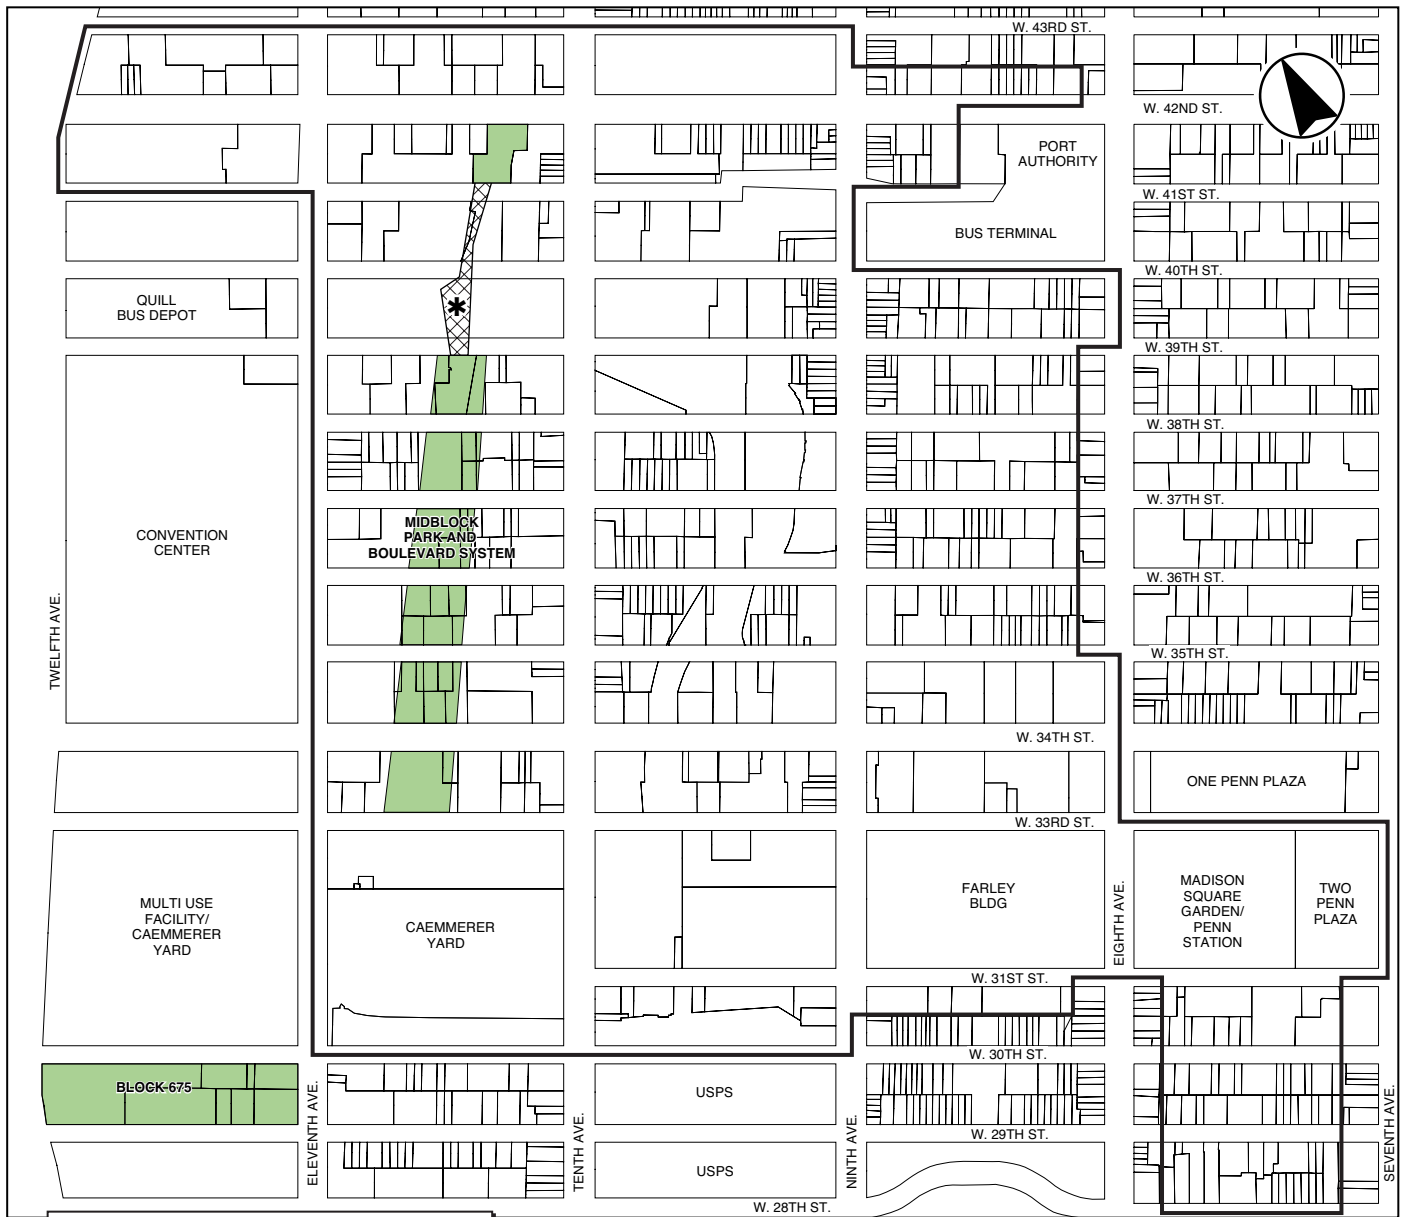 W. 43RD ST.
W. 42ND ST.
PORT
AUTHORITY
W. 41ST ST.
BUS TERMINAL
W. 40TH ST.
QUILL
BUS DEPOT
*
W. 39TH ST.
W. 38TH ST.
W. 37TH ST.
CONVENTION
CENTER
MIDBLOCK
PARK AND
BOULEVARD SYSTEM
W. 36TH ST.
TWELFTH AVE.
W. 35TH ST.
W. 34TH ST.
ONE PENN PLAZA
W. 33RD ST.
MULTI USE
FACILITY/
CAEMMERER
YARD
CAEMMERER
YARD
FARLEY
BLDG
EIGHTH AVE.
MADISON
SQUARE
GARDEN/
PENN
STATION
TWO
PENN
PLAZA
W. 31ST ST.
W. 30TH ST.
BLOCK 675
ELEVENTH AVE.
USPS
TENTH AVE.
NINTH AVE.
SEVENTH AVE.
W. 29TH ST.
USPS
W. 28TH ST.